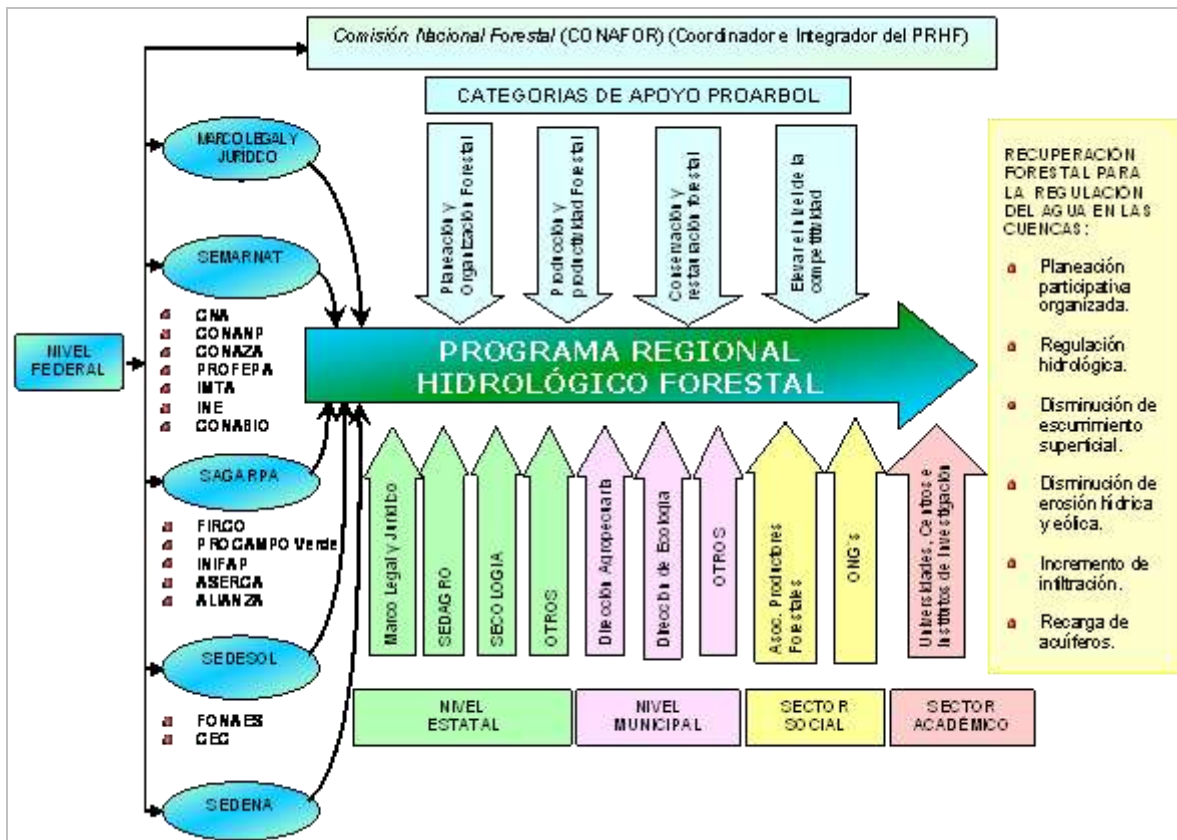 Comisión Nacional Forestal (CONAFOR) (Coordinador e Integrador del PRHF)
CATEGORIAS DE APOYO PROARBOL
Planeación y
Organización Forestal
Producción y
productividad Forestal
Conservación y
restauración forestal
Elevar el nivel de la
competitividad
NIVEL
FEDERAL
MARCO LEGAL Y
JURÍDICO
SEMARNAT
CNA
CONANP
CONAZA
PROFEPA
IMTA
INE
CONABIO
SAGARPA
FIRCO
PROCAMPO Verde
INIFAP
ASERCA
ALIANZA
SEDESOL
FONAES
CEC
SEDENA
PROGRAMA REGIONAL
HIDROLÓGICO FORESTAL
Marco Legal y Jurídico
SEDAGRO
SECOLOGIA
OTROS
Dirección Agropecuaria
Dirección de Ecología
OTROS
Asoc. Productores
Forestales
ONG´s
Universidades, Centros e
Institutos de Investigación
NIVEL
ESTATAL
NIVEL
MUNICIPAL
SECTOR
SOCIAL
SECTOR
ACADÉMICO
RECUPERACIÓN
FORESTAL PARA
LA REGULACIÓN
DEL AGUA EN LAS
CUENCAS:
Planeación
participativa
organizada.
Regulación
hidrológica.
Disminución de
escurrimiento
superficial.
Disminución de
erosión hídrica
y eólica.
Incremento de
infiltración.
Recarga de
acuíferos.